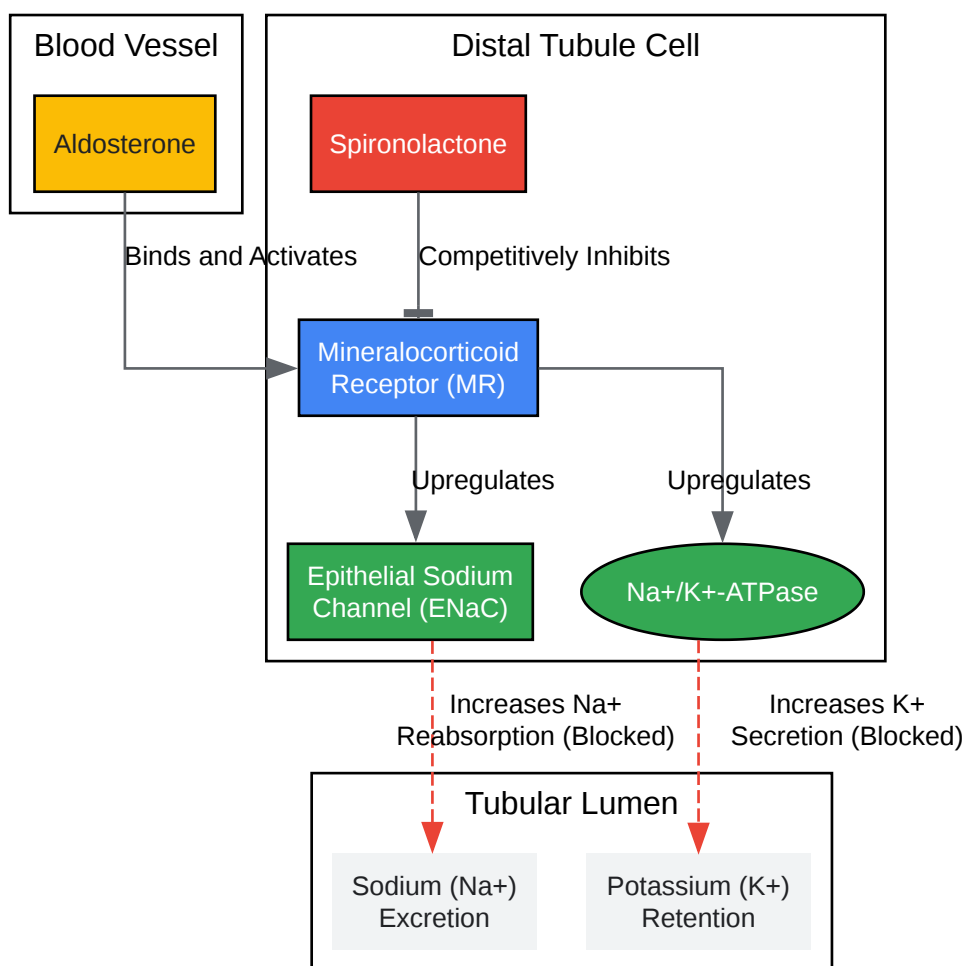 Blood Vessel
Distal Tubule Cell
Aldosterone
Spironolactone
Binds and Activates
Competitively Inhibits
Mineralocorticoid
Receptor (MR)
Upregulates
Upregulates
Epithelial Sodium
Channel (ENaC)
Na+/K+-ATPase
Increases Na+
Reabsorption (Blocked)
Increases K+
Secretion (Blocked)
Tubular Lumen
Sodium (Na+)
Excretion
Potassium (K+)
Retention